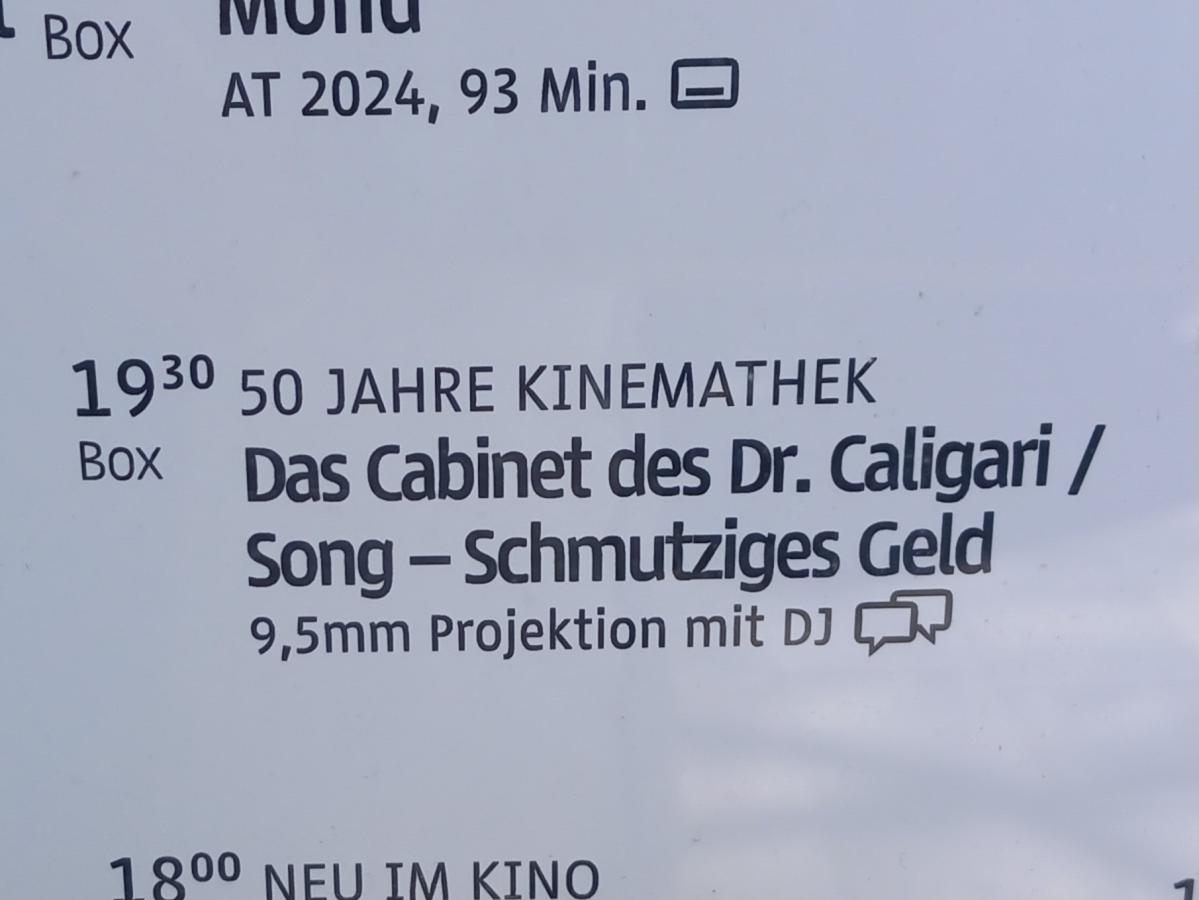 Box Mond
AT 2024, 93 Min.
19³⁰ 50 JAHRE KINEMATHEK
Box Das Cabinet des Dr. Caligari /
Song – Schmutziges Geld
9,5mm Projektion mit DJ
18⁰⁰ NEU IM KINO